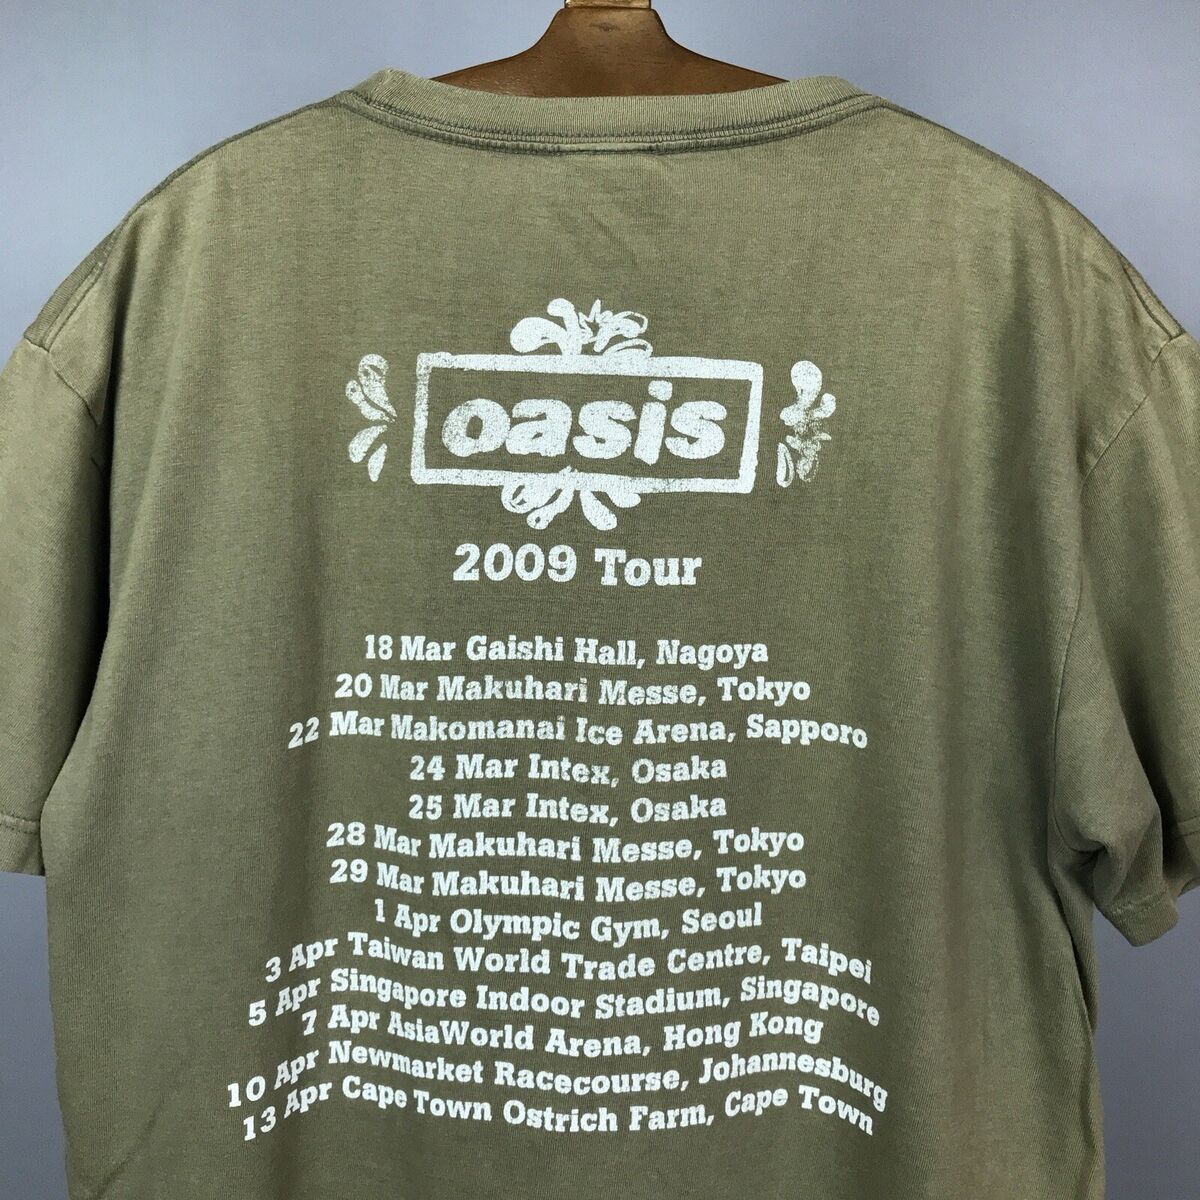 oasis
2009 Tour
18 Mar Gaishi Hall, Nagoya
20 Mar Makuhari Messe, Tokyo
22 Mar Makomanai Ice Arena, Sapporo
24 Mar Intex, Osaka
25 Mar Intex, Osaka
28 Mar Makuhari Messe, Tokyo
29 Mar Makuhari Messe, Tokyo
1 Apr Olympic Gym, Seoul
3 Apr Taiwan World Trade Centre, Taipei
5 Apr Singapore Indoor Stadium, Singapore
7 Apr AsiaWorld Arena, Hong Kong
10 Apr Newmarket Racecourse, Johannesburg
13 Apr Cape Town Ostrich Farm, Cape Town